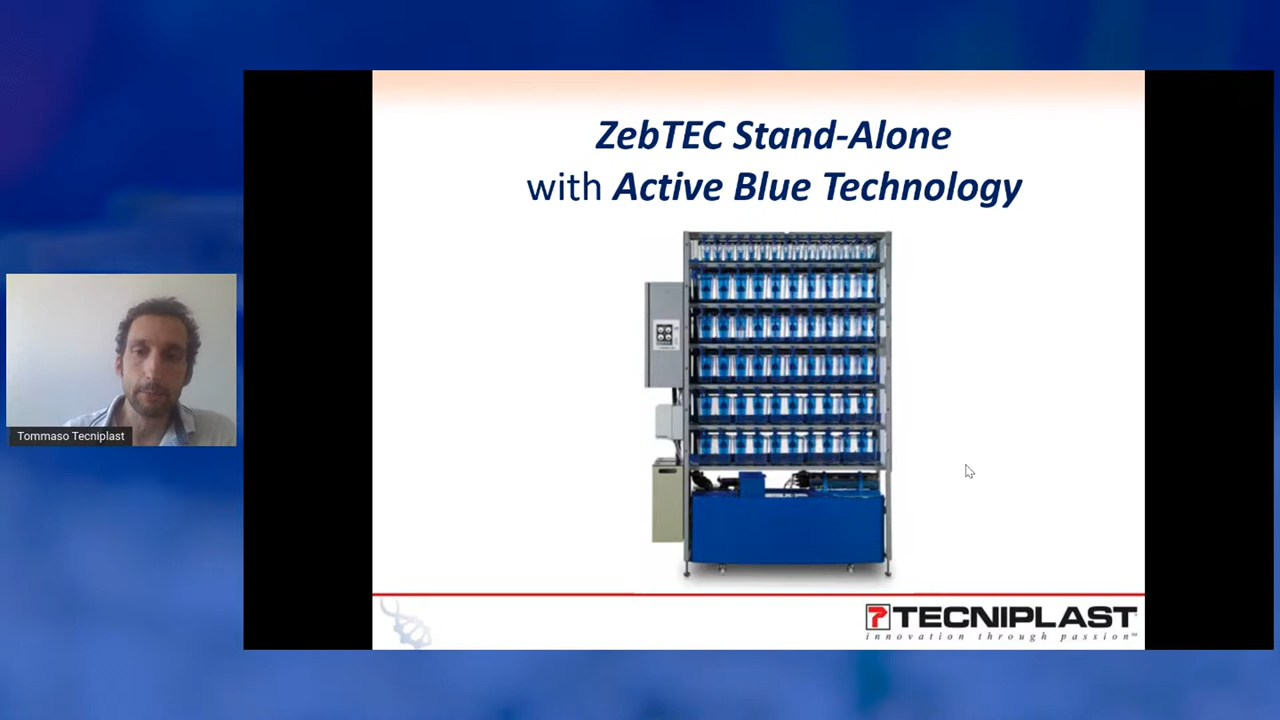 ZebTEC Stand-Alone
with Active Blue Technology
Tommaso Tecniplast
TECNIPLAST
innovation through passion